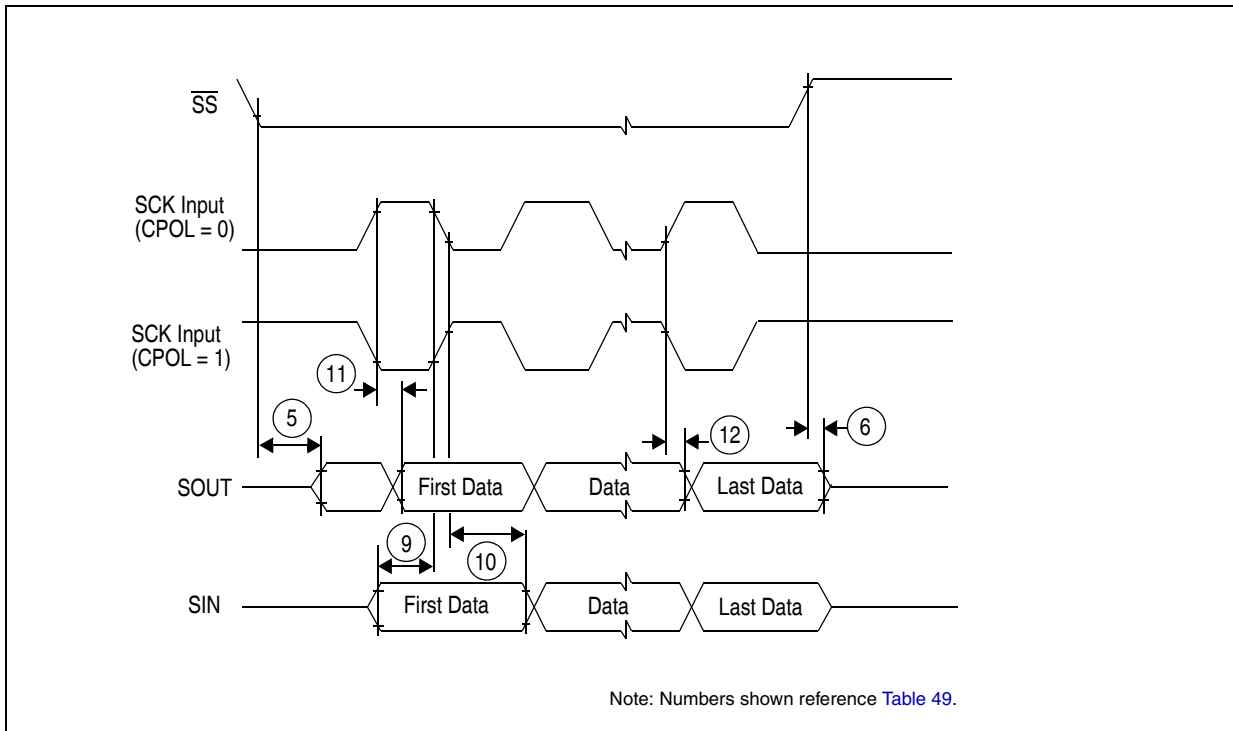 SS
SCK Input
(CPOL = 0)
SCK Input
(CPOL = 1)
11
5
12
6
SOUT
First Data
Data
Last Data
9
10
SIN
First Data
Data
Last Data
Note: Numbers shown reference Table 49.